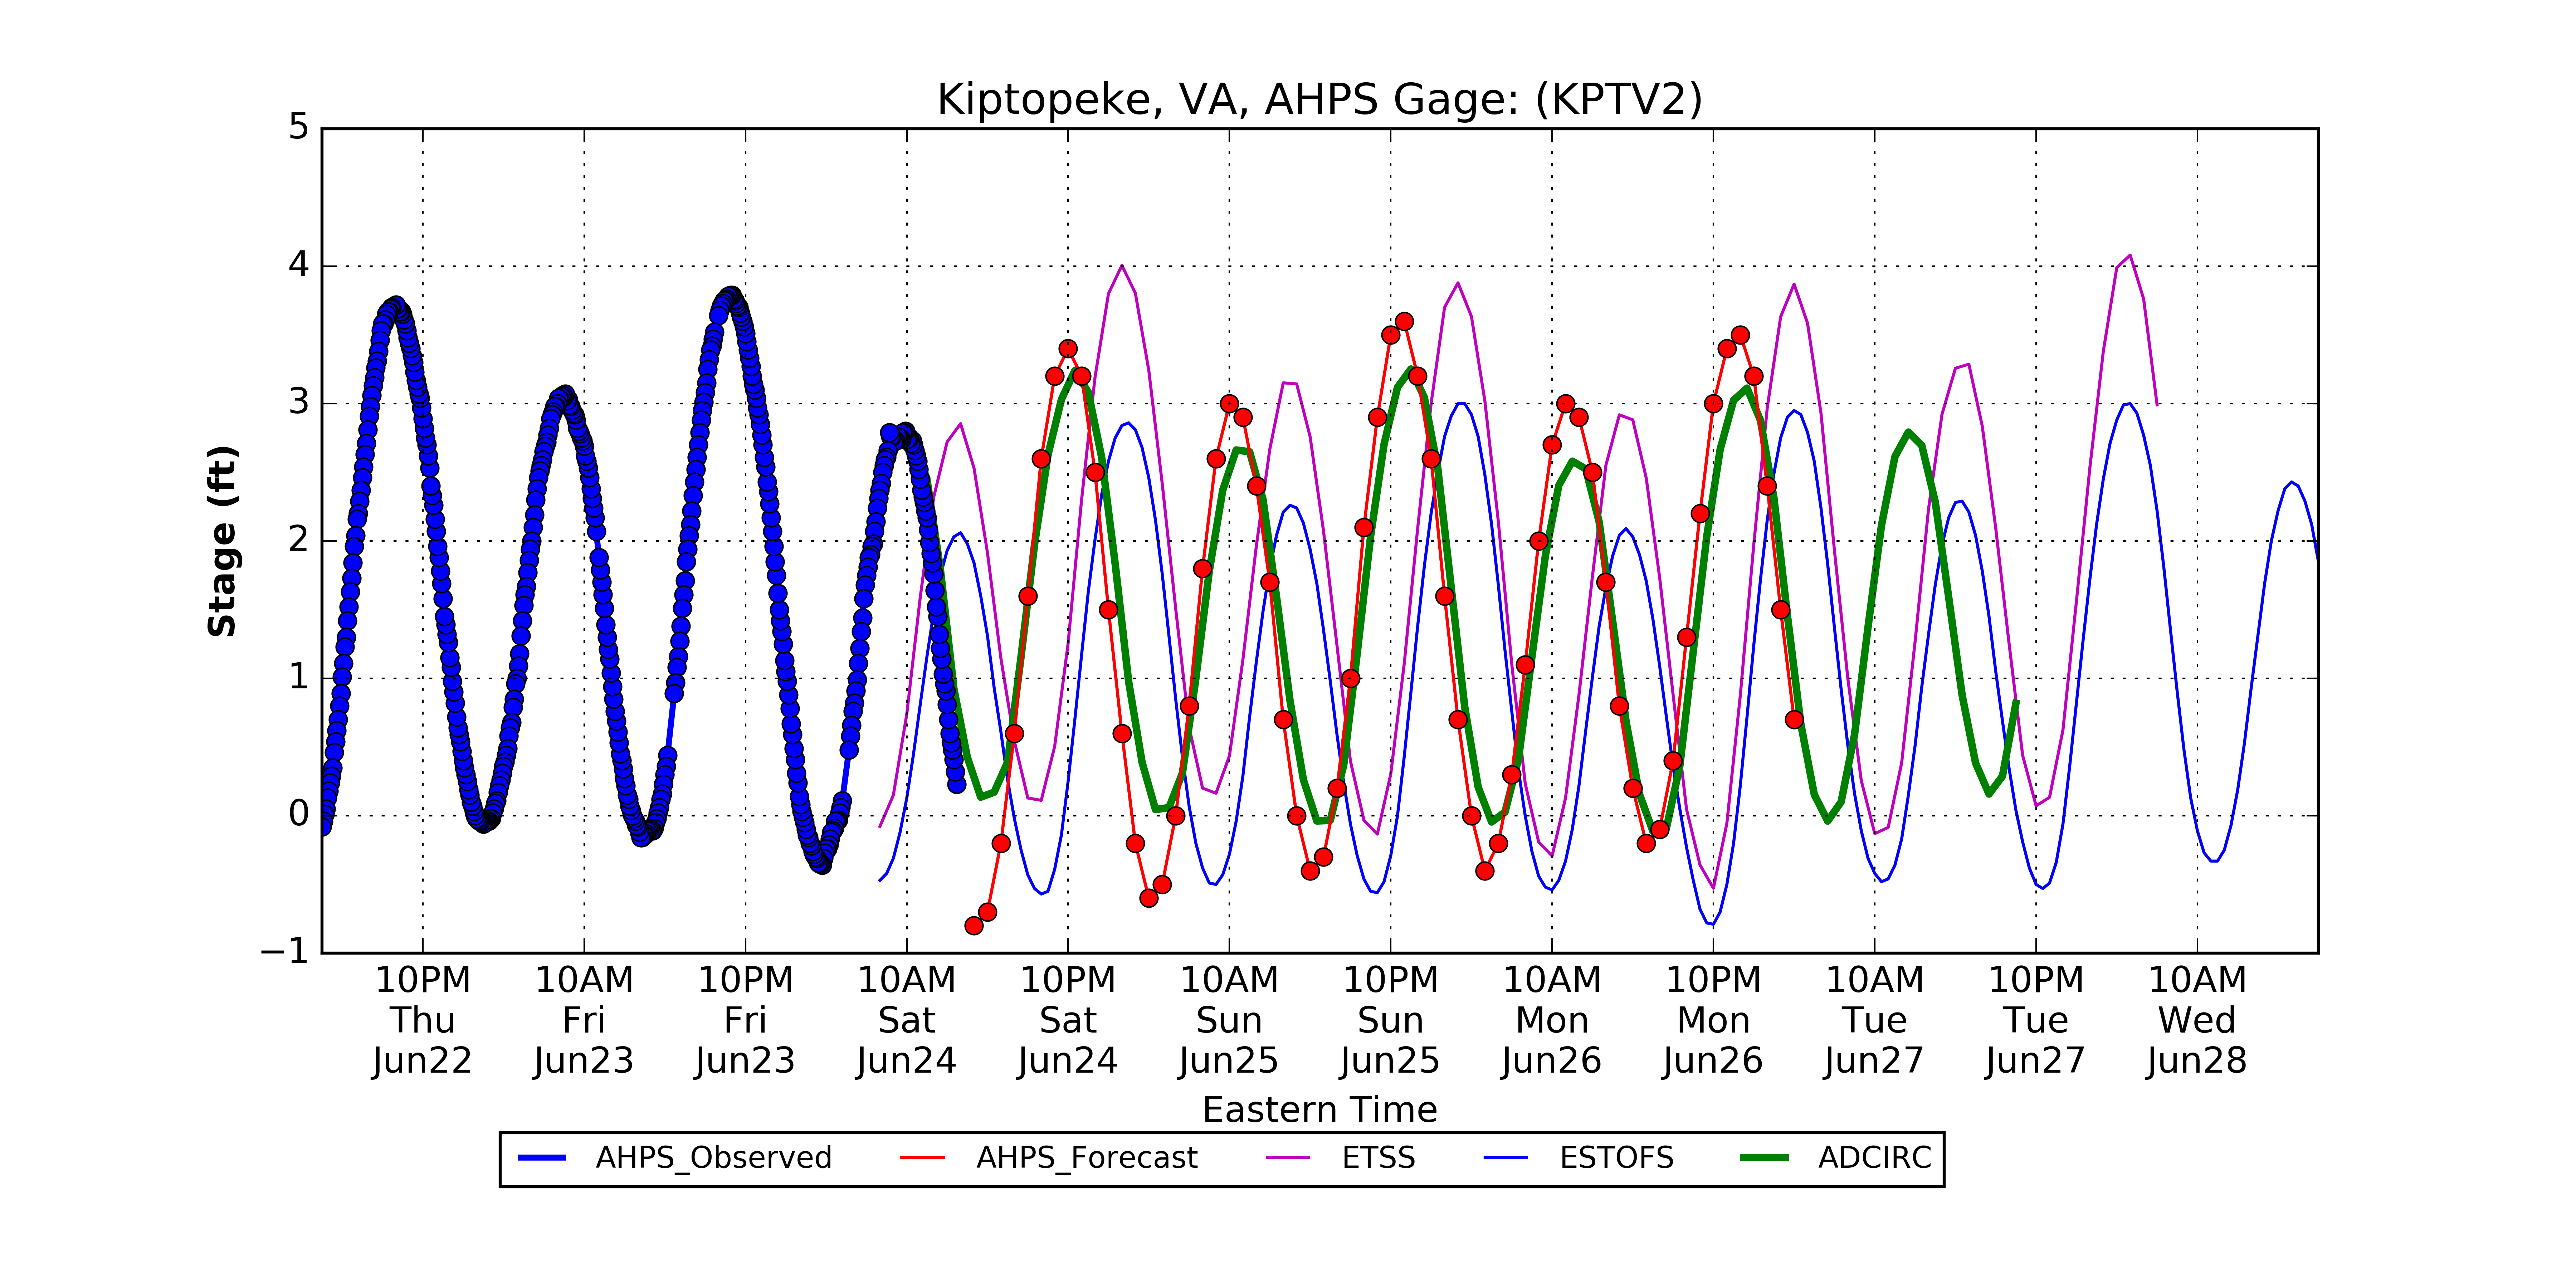 Kiptopeke, VA, AHPS Gage: (KPTV2)
Stage (ft)
5
4
3
2
1
0
−1
10PM 10AM 10PM 10AM 10PM 10AM 10PM 10AM 10PM 10AM 10PM 10AM
Thu Fri Fri Sat Sat Sun Sun Mon Mon Tue Tue Wed
Jun22 Jun23 Jun23 Jun24 Jun24 Jun25 Jun25 Jun26 Jun26 Jun27 Jun27 Jun28
Eastern Time
AHPS_Observed AHPS_Forecast ETSS ESTOFS ADCIRC